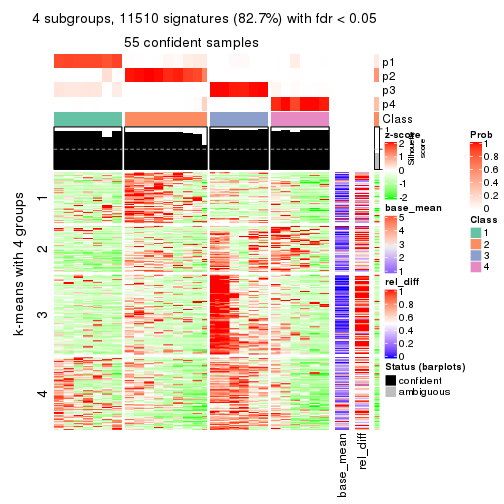 4 subgroups, 11510 signatures (82.7%) with fdr < 0.05
55 confident samples
p1
p2
p3
p4
Class
Silhouette score
1
k-means with 4 groups
1
2
3
4
base_mean
rel_diff
z-score
2
1
0
-1
-2
base_mean
5
4
3
2
1
rel_diff
1
0.8
0.6
0.4
0.2
0
Status (barplots)
confident
ambiguous
Prob
1
0.8
0.6
0.4
0.2
0
Class
1
2
3
4